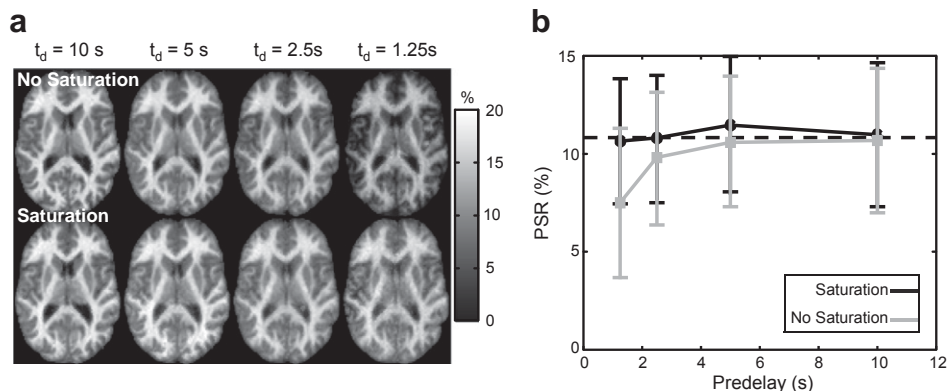 a
t_d = 10 s t_d = 5 s t_d = 2.5s t_d = 1.25s
No Saturation
Saturation
%
20
15
10
5
0
b
15
10
5
0
PSR (%)
Saturation
No Saturation
0 2 4 6 8 10 12
Predelay (s)